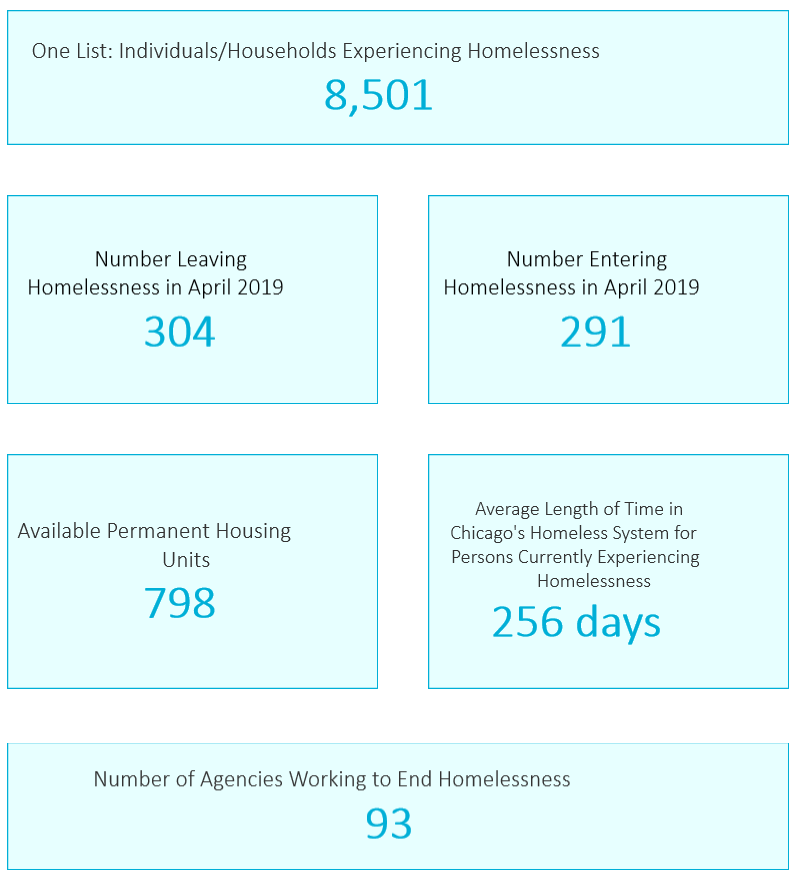 One List: Individuals/Households Experiencing Homelessness
8,501
Number Leaving
Homelessness in April 2019
304
Number Entering
Homelessness in April 2019
291
Available Permanent Housing
Units
798
Average Length of Time in
Chicago's Homeless System for
Persons Currently Experiencing
Homelessness
256 days
Number of Agencies Working to End Homelessness
93